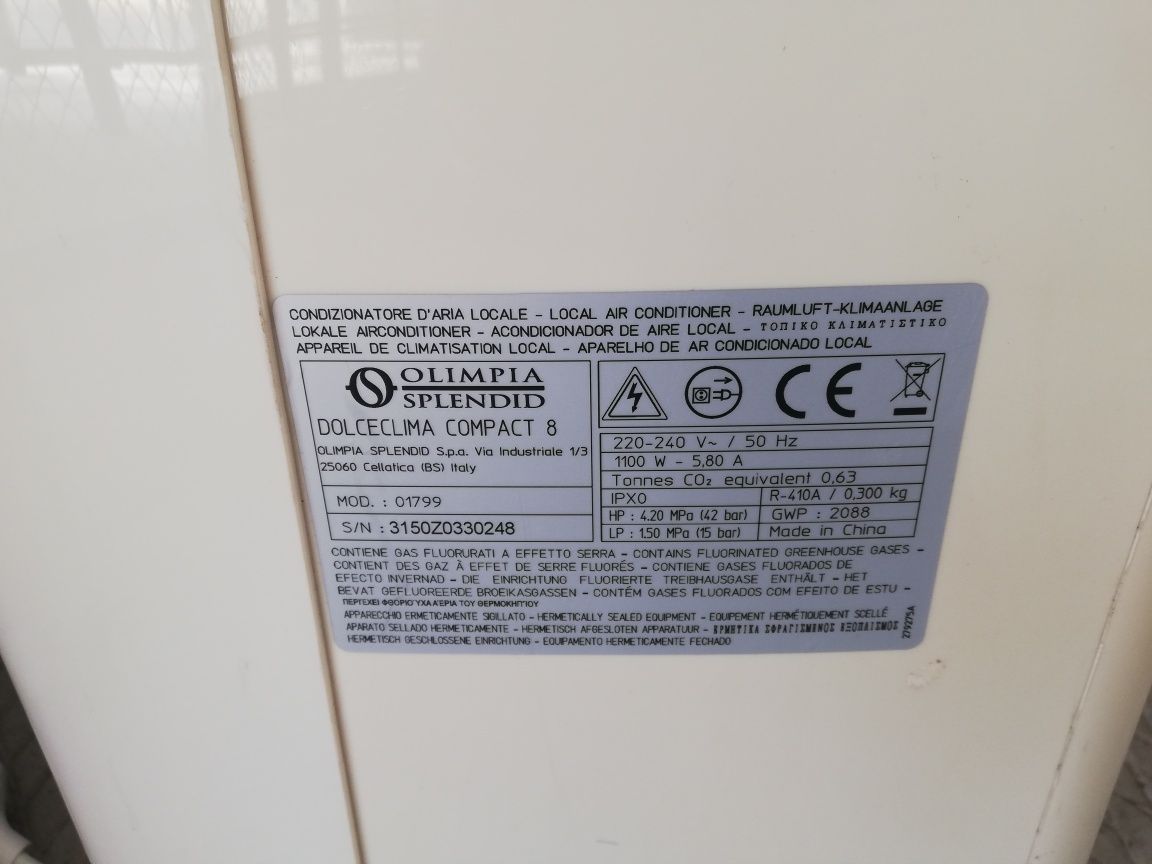 CONDIZIONATORE D'ARIA LOCALE - LOCAL AIR CONDITIONER - RAUMLUFT-KLIMAANLAGE
LOKALE AIRCONDITIONER - ACONDICIONADOR DE AIRE LOCAL - ΤΟΠΙΚΟ ΚΛΙΜΑΤΙΣΤΙΚΟ
APPAREIL DE CLIMATISATION LOCAL - APARELHO DE AR CONDICIONADO LOCAL
OLIMPIA
SPLENDID
DOLCECLIMA COMPACT 8
OLIMPIA SPLENDID S.p.a. Via Industriale 1/3
25060 Cellatica (BS) Italy
MOD. : 01799
S/N : 3150Z0330248
CE
220-240 V~ / 50 Hz
1100 W - 5,80 A
Tonnes CO₂ equivalent 0,63
IPX0
R-410A / 0,300 kg
HP : 4.20 MPa (42 bar)
GWP : 2088
LP : 1.50 MPa (15 bar)
Made in China
CONTIENE GAS FLUORURATI A EFFETTO SERRA - CONTAINS FLUORINATED GREENHOUSE GASES -
CONTIENT DES GAZ À EFFET DE SERRE FLUORÉS - CONTIENE GASES FLUORADOS DE
EFECTO INVERNAD - DIE EINRICHTUNG FLUORIERTE TREIBHAUSGASE ENTHÄLT - HET
BEVAT GEFLUOREERDE BROEIKASGASSEN - CONTÊM GASES FLUORADOS COM EFEITO DE ESTU -
ΠΕΡΙΕΧΕΙ ΦΘΟΡΙΟΥΧΑ ΑΕΡΙΑ ΤΟΥ ΘΕΡΜΟΚΗΠΙΟΥ
APPARECCHIO ERMETICAMENTE SIGILLATO - HERMETICALLY SEALED EQUIPMENT - EQUIPEMENT HERMÉTIQUEMENT SCELLÉ
APARATO SELLADO HERMETICAMENTE - HERMETISCH AFGESLOTEN APPARATUUR - ΕΡΜΗΤΙΚΑ ΣΦΡΑΓΙΣΜΕΝΟΣ ΕΞΟΠΛΙΣΜΟΣ
HERMETISCH GESCHLOSSENE EINRICHTUNG - EQUIPAMENTO HERMETICAMENTE FECHADO
279275A